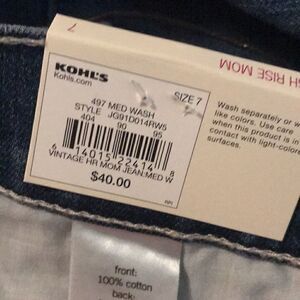 7
KOHL'S
Kohls.com
SIZE 7
497 MED WASH
STYLE JG91D014RW5
404 90 95
6 14015 22414 8
VINTAGE HR MOM JEAN:MED W
$40.00
H RISE MOM
Wash separately or w
like colors. Use care
when this product is in
contact with light-color
surfaces.
front:
100% cotton
back: